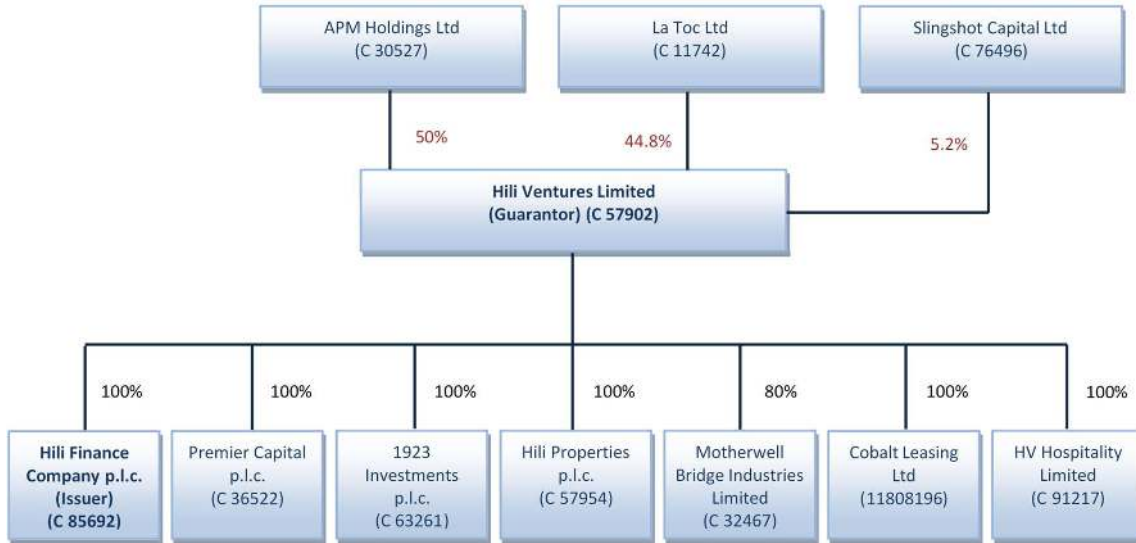 APM Holdings Ltd
(C 30527)
La Toc Ltd
(C 11742)
Slingshot Capital Ltd
(C 76496)
50%
44.8%
5.2%
Hili Ventures Limited
(Guarantor) (C 57902)
100%
100%
100%
100%
80%
100%
100%
Hili Finance
Company p.l.c.
(Issuer)
(C 85692)
Premier Capital
p.l.c.
(C 36522)
1923
Investments
p.l.c.
(C 63261)
Hili Properties
p.l.c.
(C 57954)
Motherwell
Bridge Industries
Limited
(C 32467)
Cobalt Leasing
Ltd
(11808196)
HV Hospitality
Limited
(C 91217)